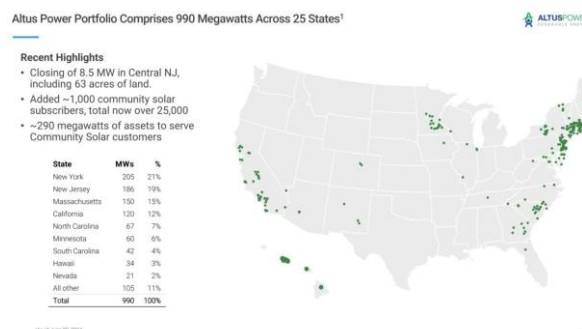 Altus Power Portfolio Comprises 990 Megawatts Across 25 States¹
ALTUSPOWER
Recent Highlights
• Closing of 8.5 MW in Central NJ,
including 63 acres of land.
• Added ~1,000 community solar
subscribers, total now over 25,000
• ~290 megawatts of assets to serve
Community Solar customers
State MWs %
New York 205 21%
New Jersey 186 19%
Massachusetts 150 15%
California 120 12%
North Carolina 67 7%
Minnesota 60 6%
South Carolina 42 4%
Hawaii 34 3%
Nevada 21 2%
All other 105 11%
Total 990 100%